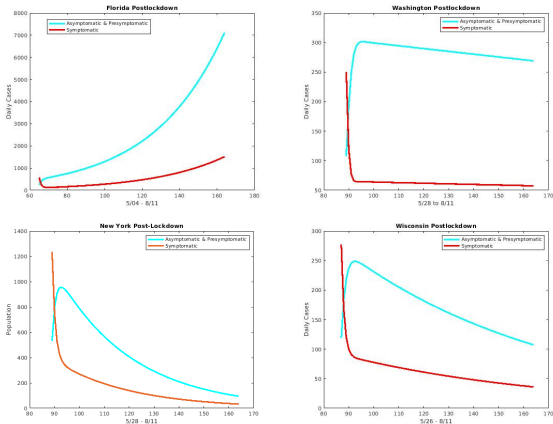 Florida Postlockdown
8000
7000
6000
5000
4000
3000
2000
1000
0
Daily Cases
Asymptomatic & Presymptomatic
Symptomatic
60 80 100 120 140 160 180
5/04 - 8/11
Washington Postlockdown
350
300
250
200
150
100
50
Daily Cases
Asymptomatic & Presymptomatic
Symptomatic
80 90 100 110 120 130 140 150 160 170
5/28 to 8/11
New York Post-Lockdown
1400
1200
1000
800
600
400
200
0
Population
Asymptomatic & Presymptomatic
Symptomatic
80 90 100 110 120 130 140 150 160 170
5/28 - 8/11
Wisconsin Postlockdown
300
250
200
150
100
50
0
Daily Cases
Asymptomatic & Presymptomatic
Symptomatic
80 90 100 110 120 130 140 150 160 170
5/26 - 8/11